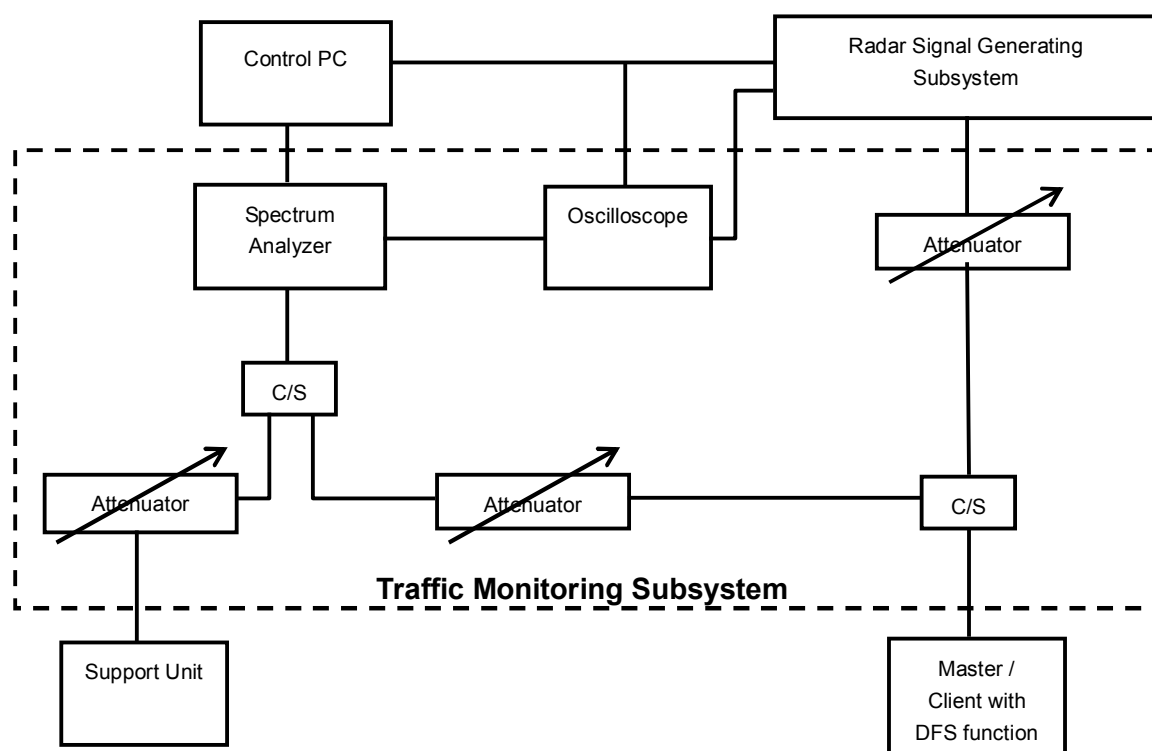 Control PC
Radar Signal Generating
Subsystem
Spectrum
Analyzer
Oscilloscope
Attenuator
C/S
Attenuator
Attenuator
C/S
Traffic Monitoring Subsystem
Support Unit
Master /
Client with
DFS function